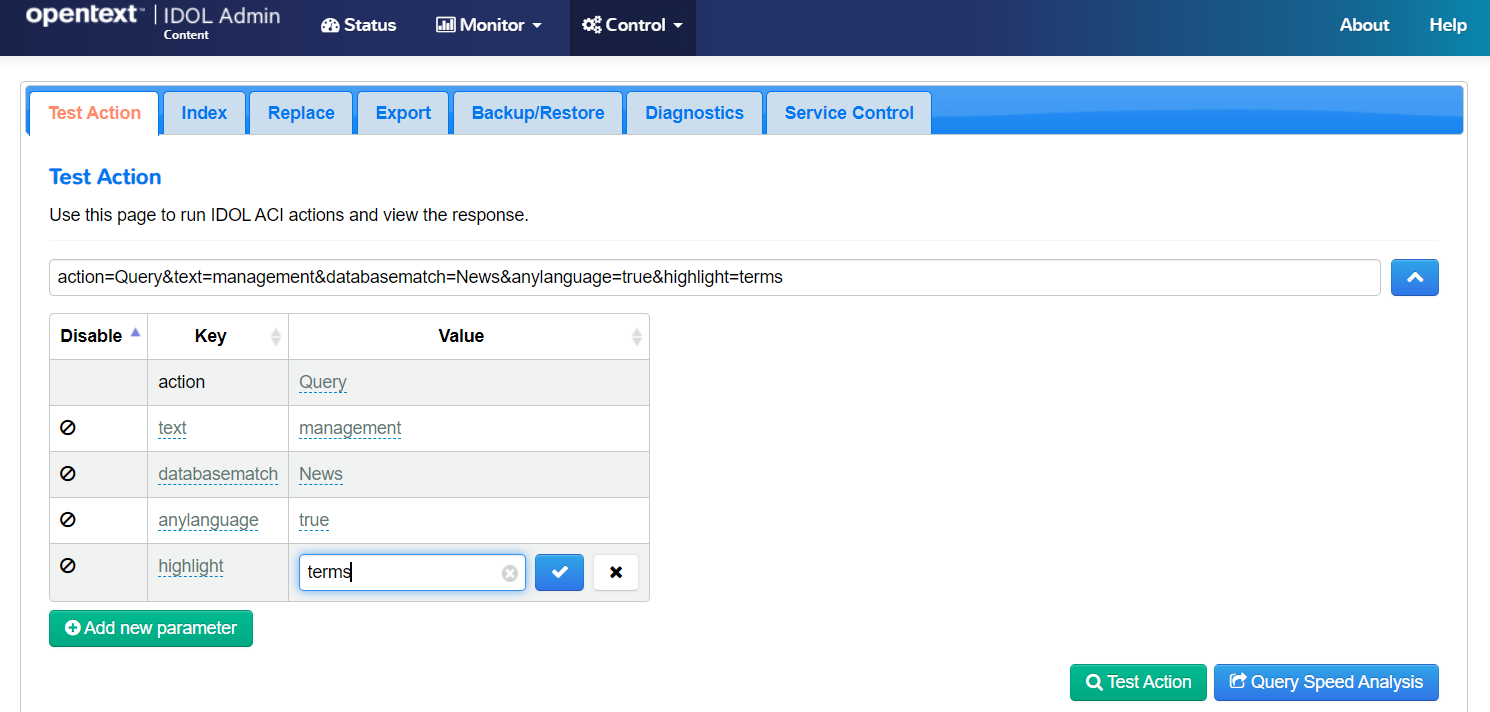 opentext™ | IDOL Admin
Content
Status Monitor Control About Help
Test Action Index Replace Export Backup/Restore Diagnostics Service Control
Test Action
Use this page to run IDOL ACI actions and view the response.
action=Query&text=management&databasematch=News&anylanguage=true&highlight=terms
Disable Key Value
action Query
text management
databasematch News
anylanguage true
highlight terms
Add new parameter
Test Action Query Speed Analysis